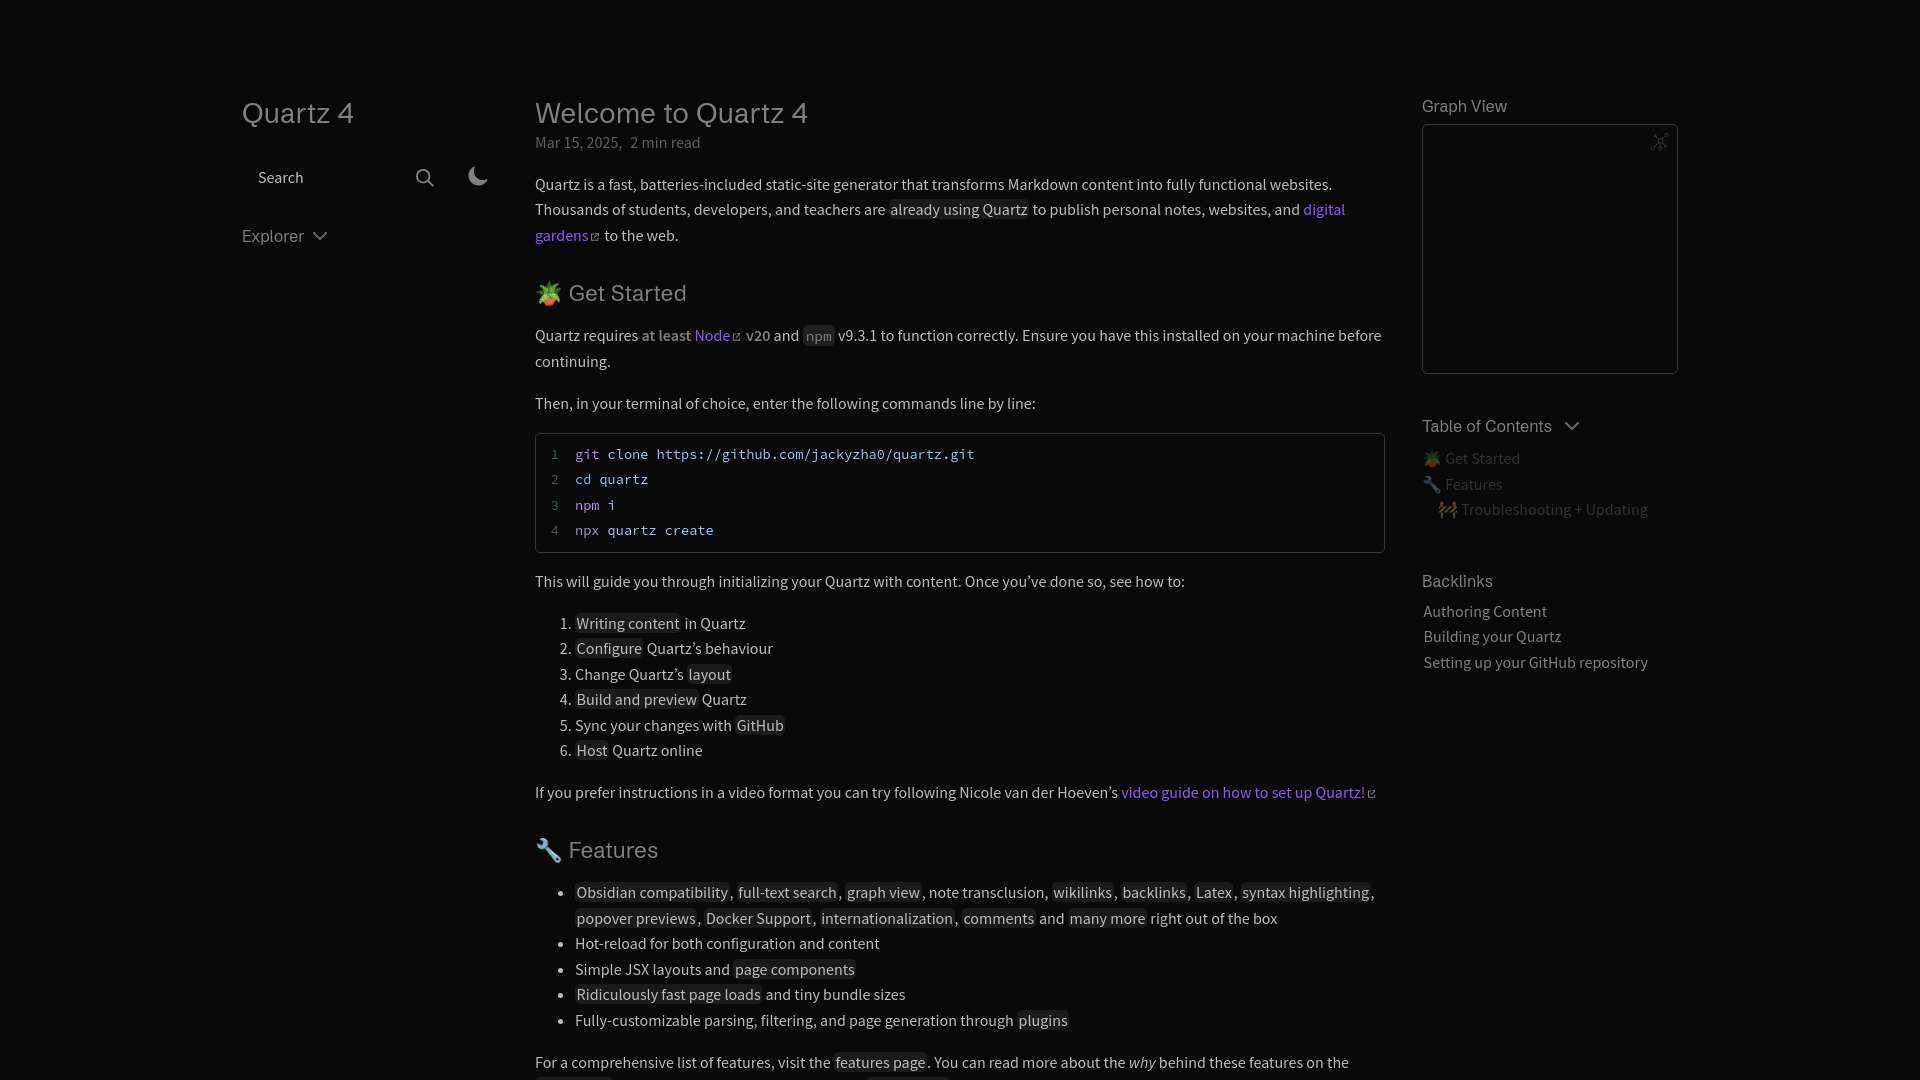 Quartz 4
Search
Explorer
Welcome to Quartz 4
Mar 15, 2025, 2 min read
Quartz is a fast, batteries-included static-site generator that transforms Markdown content into fully functional websites.
Thousands of students, developers, and teachers are already using Quartz to publish personal notes, websites, and digital
gardens to the web.
🪴 Get Started
Quartz requires at least Node v20 and npm v9.3.1 to function correctly. Ensure you have this installed on your machine before
continuing.
Then, in your terminal of choice, enter the following commands line by line:
1 git clone https://github.com/jackyzha0/quartz.git
2 cd quartz
3 npm i
4 npx quartz create
This will guide you through initializing your Quartz with content. Once you’ve done so, see how to:
1. Writing content in Quartz
2. Configure Quartz’s behaviour
3. Change Quartz’s layout
4. Build and preview Quartz
5. Sync your changes with GitHub
6. Host Quartz online
If you prefer instructions in a video format you can try following Nicole van der Hoeven’s video guide on how to set up Quartz!
🔧 Features
• Obsidian compatibility, full-text search, graph view, note transclusion, wikilinks, backlinks, Latex, syntax highlighting,
popover previews, Docker Support, internationalization, comments and many more right out of the box
• Hot-reload for both configuration and content
• Simple JSX layouts and page components
• Ridiculously fast page loads and tiny bundle sizes
• Fully-customizable parsing, filtering, and page generation through plugins
For a comprehensive list of features, visit the features page. You can read more about the why behind these features on the
Graph View
Table of Contents
🪴 Get Started
🔧 Features
🚧 Troubleshooting + Updating
Backlinks
Authoring Content
Building your Quartz
Setting up your GitHub repository